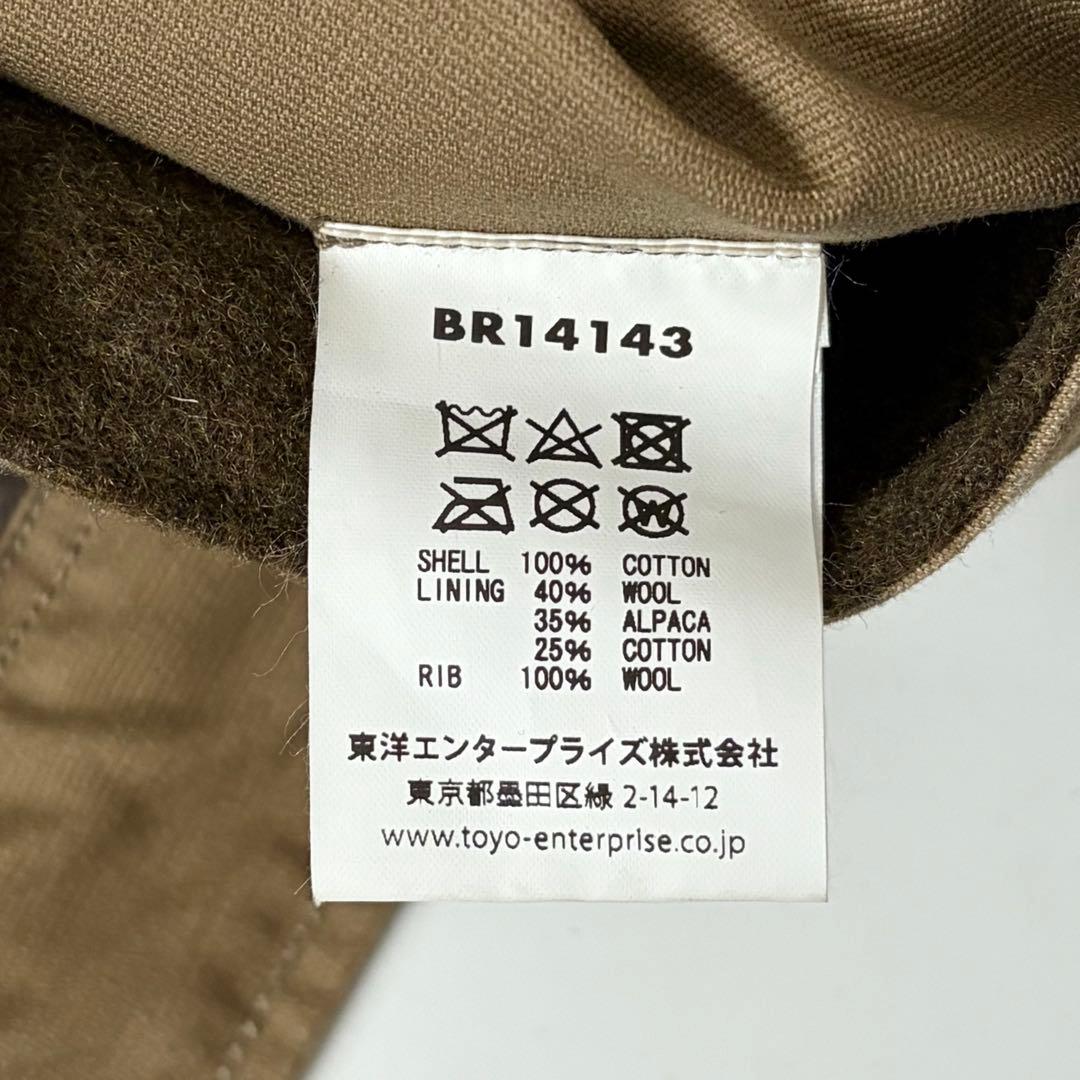 BR14143
W
SHELL 100% COTTON
LINING 40% WOOL
35% ALPACA
25% COTTON
RIB 100% WOOL
東洋エンタープライズ株式会社
東京都墨田区緑 2-14-12
www.toyo-enterprise.co.jp